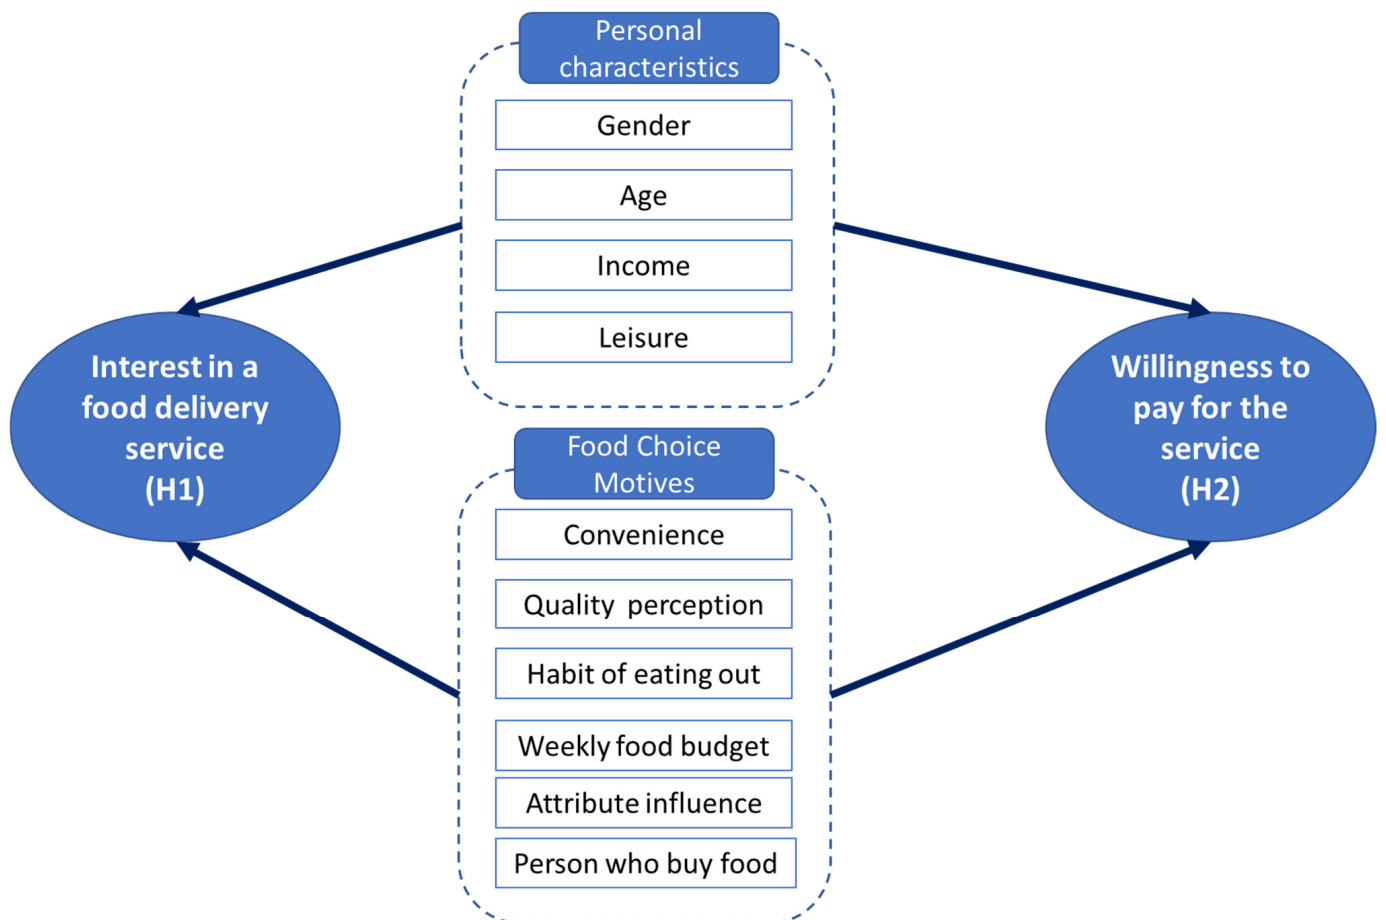 Personal
characteristics
Gender
Age
Income
Leisure
Interest in a
food delivery
service
(H1)
Willingness to
pay for the
service
(H2)
Food Choice
Motives
Convenience
Quality perception
Habit of eating out
Weekly food budget
Attribute influence
Person who buy food